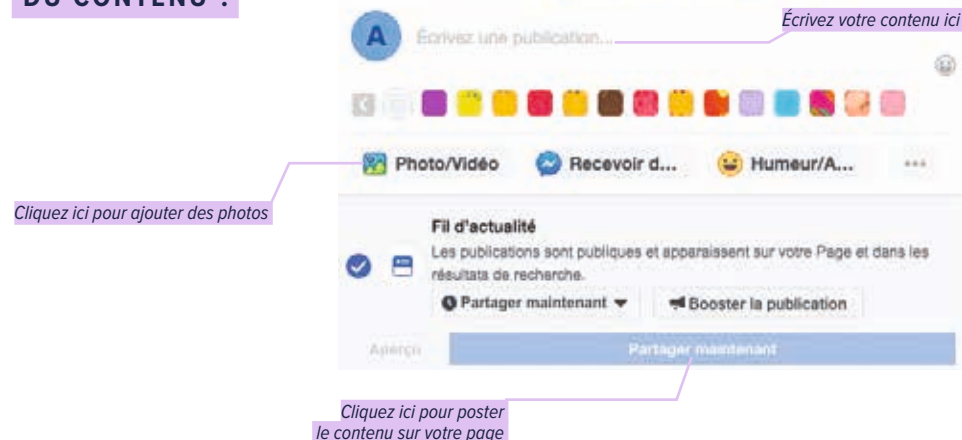 DU CONTENU :
Écrivez votre contenu ici
A
Écrivez une publication...
Photo/Vidéo
Recevoir d...
Humeur/A...
...
Cliquez ici pour ajouter des photos
Fil d'actualité
Les publications sont publiques et apparaissent sur votre Page et dans les
résultats de recherche.
Partager maintenant
Booster la publication
Aperçu
Partager maintenant
Cliquez ici pour poster
le contenu sur votre page